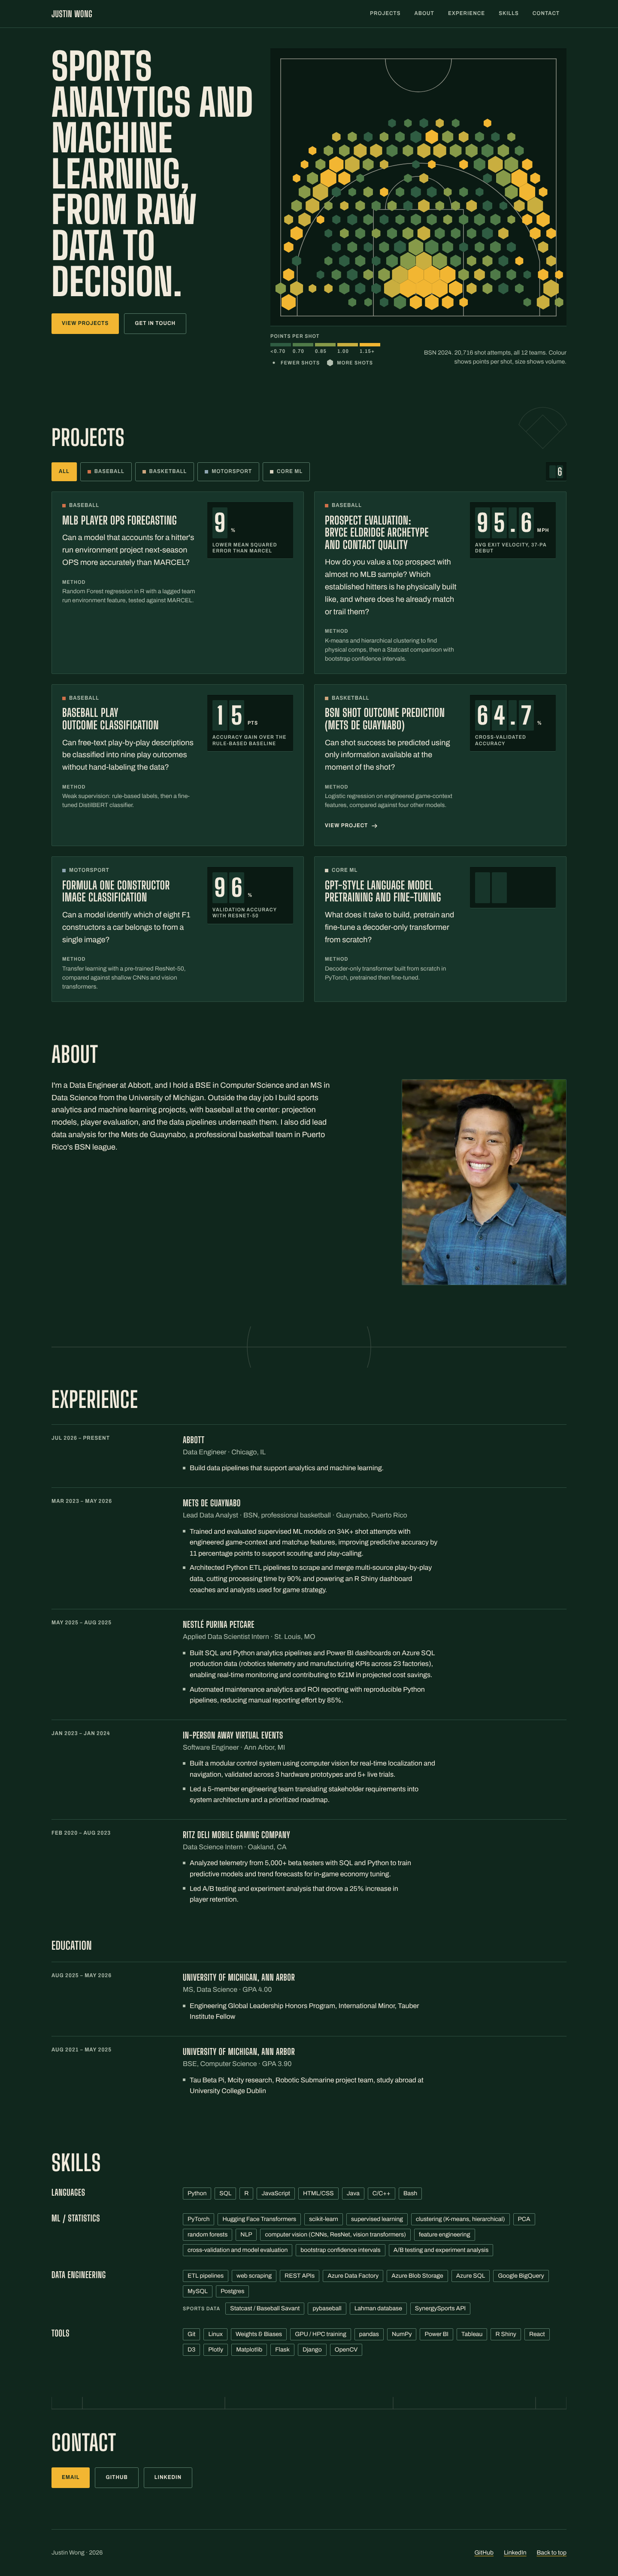 JUSTIN WONG
PROJECTS ABOUT EXPERIENCE SKILLS CONTACT
SPORTS
ANALYTICS AND
MACHINE
LEARNING,
FROM RAW
DATA TO
DECISION.
VIEW PROJECTS GET IN TOUCH
POINTS PER SHOT
<0.70 0.70 0.85 1.00 1.15+
FEWER SHOTS MORE SHOTS
BSN 2024. 20,716 shot attempts, all 12 teams. Colour
shows points per shot, size shows volume.
PROJECTS
ALL BASEBALL BASKETBALL MOTORSPORT CORE ML
6
BASEBALL
MLB PLAYER OPS FORECASTING
Can a model that accounts for a hitter's
run environment project next-season
OPS more accurately than MARCEL?
METHOD
Random Forest regression in R with a lagged team
run environment feature, tested against MARCEL.
9 %
LOWER MEAN SQUARED
ERROR THAN MARCEL
BASEBALL
PROSPECT EVALUATION:
BRYCE ELDRIDGE ARCHETYPE
AND CONTACT QUALITY
How do you value a top prospect with
almost no MLB sample? Which
established hitters is he physically built
like, and where does he already match
or trail them?
METHOD
K-means and hierarchical clustering to find
physical comps, then a Statcast comparison with
bootstrap confidence intervals.
95.6 MPH
AVG EXIT VELOCITY, 37-PA
DEBUT
BASEBALL
BASEBALL PLAY
OUTCOME CLASSIFICATION
Can free-text play-by-play descriptions
be classified into nine play outcomes
without hand-labeling the data?
METHOD
Weak supervision: rule-based labels, then a fine-
tuned DistilBERT classifier.
15 PTS
ACCURACY GAIN OVER THE
RULE-BASED BASELINE
BASKETBALL
BSN SHOT OUTCOME PREDICTION
(METS DE GUAYNABO)
Can shot success be predicted using
only information available at the
moment of the shot?
METHOD
Logistic regression on engineered game-context
features, compared against four other models.
VIEW PROJECT →
64.7 %
CROSS-VALIDATED
ACCURACY
MOTORSPORT
FORMULA ONE CONSTRUCTOR
IMAGE CLASSIFICATION
Can a model identify which of eight F1
constructors a car belongs to from a
single image?
METHOD
Transfer learning with a pre-trained ResNet-50,
compared against shallow CNNs and vision
transformers.
96 %
VALIDATION ACCURACY
WITH RESNET-50
CORE ML
GPT-STYLE LANGUAGE MODEL
PRETRAINING AND FINE-TUNING
What does it take to build, pretrain and
fine-tune a decoder-only transformer
from scratch?
METHOD
Decoder-only transformer built from scratch in
PyTorch, pretrained then fine-tuned.
ABOUT
I'm a Data Engineer at Abbott, and I hold a BSE in Computer Science and an MS in
Data Science from the University of Michigan. Outside the day job I build sports
analytics and machine learning projects, with baseball at the center: projection
models, player evaluation, and the data pipelines underneath them. I also did lead
data analysis for the Mets de Guaynabo, a professional basketball team in Puerto
Rico's BSN league.
EXPERIENCE
JUL 2026 – PRESENT
ABBOTT
Data Engineer · Chicago, IL
Build data pipelines that support analytics and machine learning.
MAR 2023 – MAY 2026
METS DE GUAYNABO
Lead Data Analyst · BSN, professional basketball · Guaynabo, Puerto Rico
Trained and evaluated supervised ML models on 34K+ shot attempts with
engineered game-context and matchup features, improving predictive accuracy by
11 percentage points to support scouting and play-calling.
Architected Python ETL pipelines to scrape and merge multi-source play-by-play
data, cutting processing time by 90% and powering an R Shiny dashboard
coaches and analysts used for game strategy.
MAY 2025 – AUG 2025
NESTLÉ PURINA PETCARE
Applied Data Scientist Intern · St. Louis, MO
Built SQL and Python analytics pipelines and Power BI dashboards on Azure SQL
production data (robotics telemetry and manufacturing KPIs across 23 factories),
enabling real-time monitoring and contributing to $21M in projected cost savings.
Automated maintenance analytics and ROI reporting with reproducible Python
pipelines, reducing manual reporting effort by 85%.
JAN 2023 – JAN 2024
IN-PERSON AWAY VIRTUAL EVENTS
Software Engineer · Ann Arbor, MI
Built a modular control system using computer vision for real-time localization and
navigation, validated across 3 hardware prototypes and 5+ live trials.
Led a 5-member engineering team translating stakeholder requirements into
system architecture and a prioritized roadmap.
FEB 2020 – AUG 2023
RITZ DELI MOBILE GAMING COMPANY
Data Science Intern · Oakland, CA
Analyzed telemetry from 5,000+ beta testers with SQL and Python to train
predictive models and trend forecasts for in-game economy tuning.
Led A/B testing and experiment analysis that drove a 25% increase in
player retention.
EDUCATION
AUG 2025 – MAY 2026
UNIVERSITY OF MICHIGAN, ANN ARBOR
MS, Data Science · GPA 4.00
Engineering Global Leadership Honors Program, International Minor, Tauber
Institute Fellow
AUG 2021 – MAY 2025
UNIVERSITY OF MICHIGAN, ANN ARBOR
BSE, Computer Science · GPA 3.90
Tau Beta Pi, Mcity research, Robotic Submarine project team, study abroad at
University College Dublin
SKILLS
LANGUAGES
Python SQL R JavaScript HTML/CSS Java C/C++ Bash
ML / STATISTICS
PyTorch Hugging Face Transformers scikit-learn supervised learning clustering (K-means, hierarchical) PCA
random forests NLP computer vision (CNNs, ResNet, vision transformers) feature engineering
cross-validation and model evaluation bootstrap confidence intervals A/B testing and experiment analysis
DATA ENGINEERING
ETL pipelines web scraping REST APIs Azure Data Factory Azure Blob Storage Azure SQL Google BigQuery
MySQL Postgres
SPORTS DATA Statcast / Baseball Savant pybaseball Lahman database SynergySports API
TOOLS
Git Linux Weights & Biases GPU / HPC training pandas NumPy Power BI Tableau R Shiny React
D3 Plotly Matplotlib Flask Django OpenCV
CONTACT
EMAIL GITHUB LINKEDIN
Justin Wong · 2026
GitHub LinkedIn Back to top